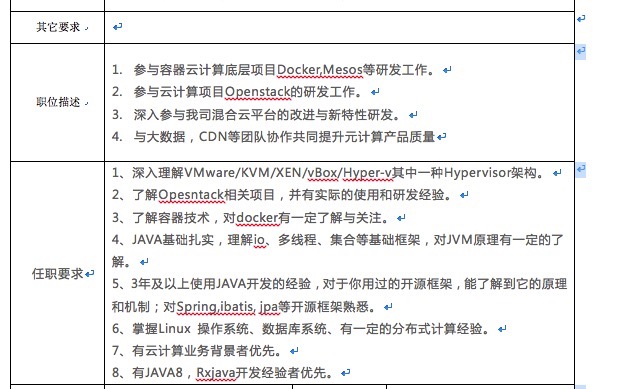 其它要求
职位描述
1. 参与容器云计算底层项目Docker,Mesos等研发工作。
2. 参与云计算项目Openstack的研发工作。
3. 深入参与我司混合云平台的改进与新特性研发。
4. 与大数据，CDN等团队协作共同提升元计算产品质量
任职要求
1、深入理解VMware/KVM/XEN/vBox/Hyper-v其中一种Hypervisor架构。
2、了解Opesntack相关项目，并有实际的使用和研发经验。
3、了解容器技术，对docker有一定了解与关注。
4、JAVA基础扎实，理解io、多线程、集合等基础框架，对JVM原理有一定的了
解。
5、3年及以上使用JAVA开发的经验，对于你用过的开源框架，能了解到它的原理
和机制；对Spring,ibatis, jpa等开源框架熟悉。
6、掌握Linux 操作系统、数据库系统、有一定的分布式计算经验。
7、有云计算业务背景者优先。
8、有JAVA8，Rxjava开发经验者优先。